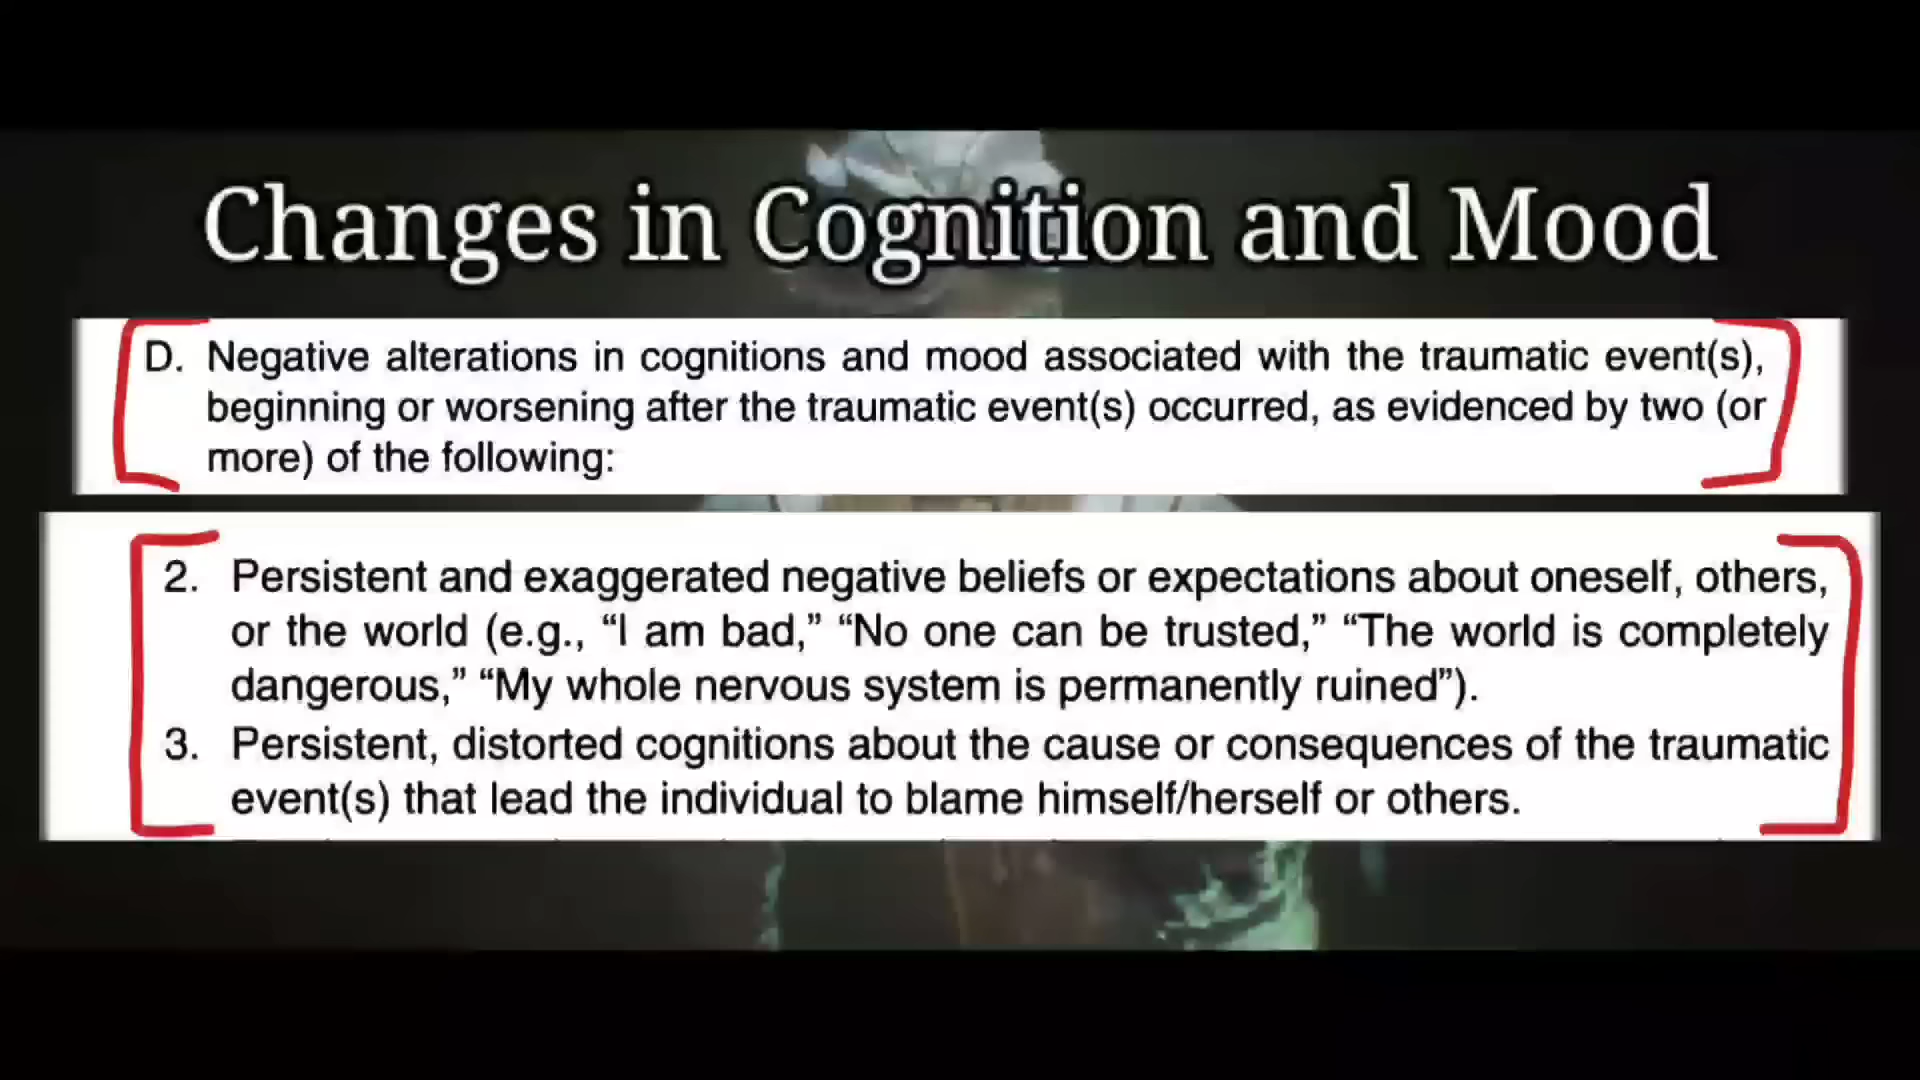 Changes in Cognition and Mood
D. Negative alterations in cognitions and mood associated with the traumatic event(s),
beginning or worsening after the traumatic event(s) occurred, as evidenced by two (or
more) of the following:
2. Persistent and exaggerated negative beliefs or expectations about oneself, others,
or the world (e.g., “I am bad,” “No one can be trusted,” “The world is completely
dangerous,” “My whole nervous system is permanently ruined”).
3. Persistent, distorted cognitions about the cause or consequences of the traumatic
event(s) that lead the individual to blame himself/herself or others.